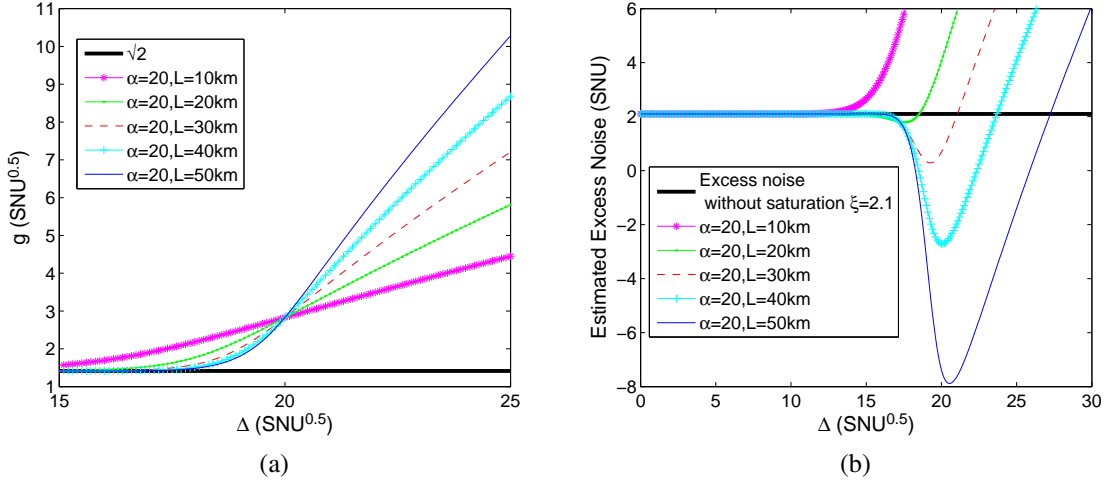 11
10
9
8
7
6
5
4
3
2
1
g (SNU^0.5)
√2
α=20,L=10km
α=20,L=20km
α=20,L=30km
α=20,L=40km
α=20,L=50km
15
20
25
Δ (SNU^0.5)
(a)
6
4
2
0
-2
-4
-6
-8
Estimated Excess Noise (SNU)
Excess noise
without saturation ξ=2.1
α=20,L=10km
α=20,L=20km
α=20,L=30km
α=20,L=40km
α=20,L=50km
0
5
10
15
20
25
30
Δ (SNU^0.5)
(b)